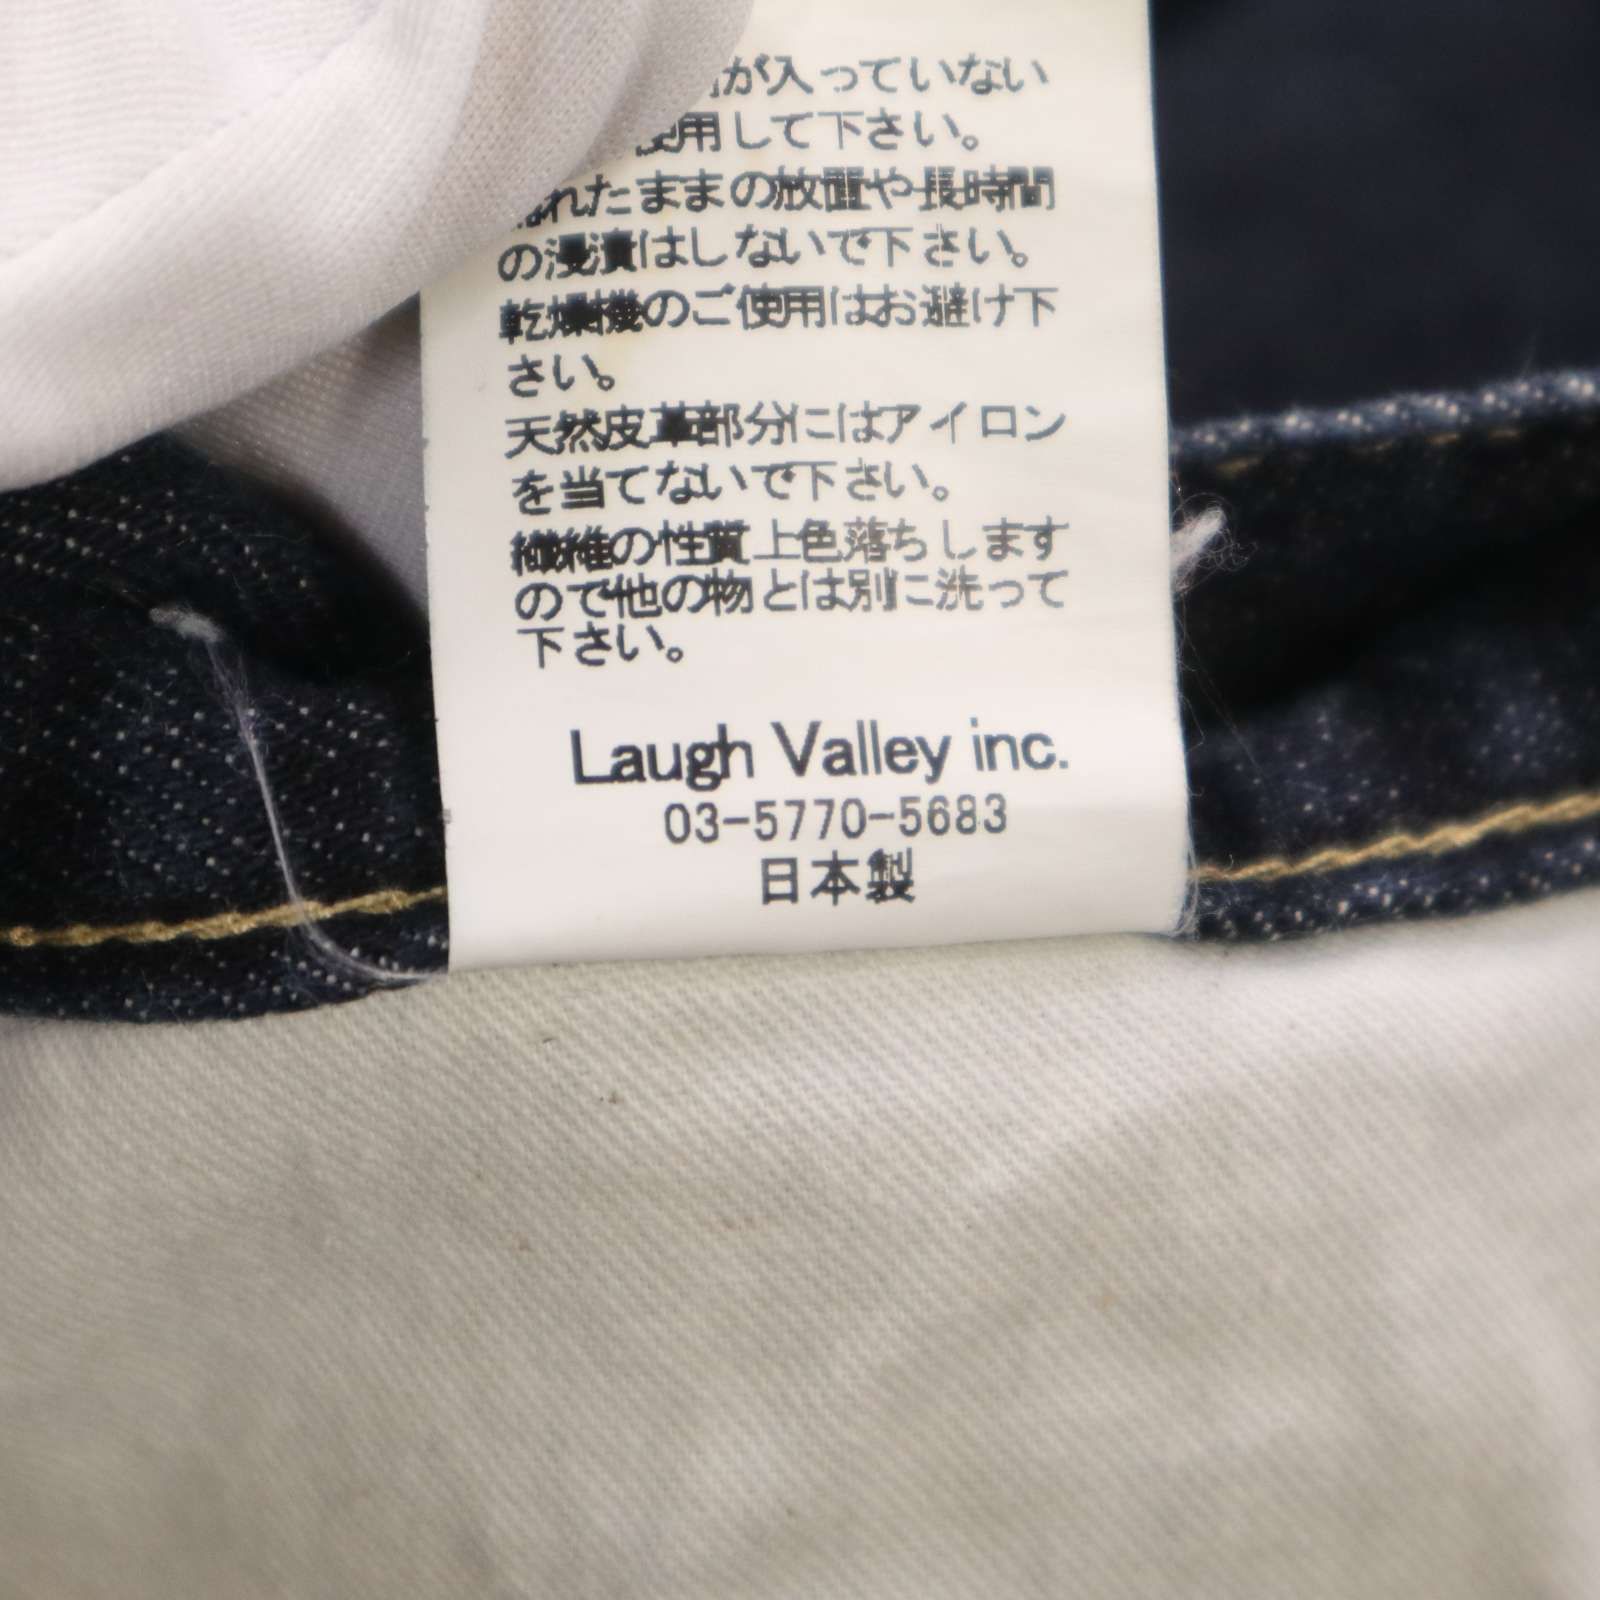 が入っていない
使用して下さい。
れたままの放置や長時間
の浸漬はしないで下さい。
乾燥機のご使用はお避け下
さい。
天然皮革部分にはアイロン
を当てないで下さい。
繊維の性質上色落ちします
ので他の物とは別に洗って
下さい。
Laugh Valley inc.
03-5770-5683
日本製